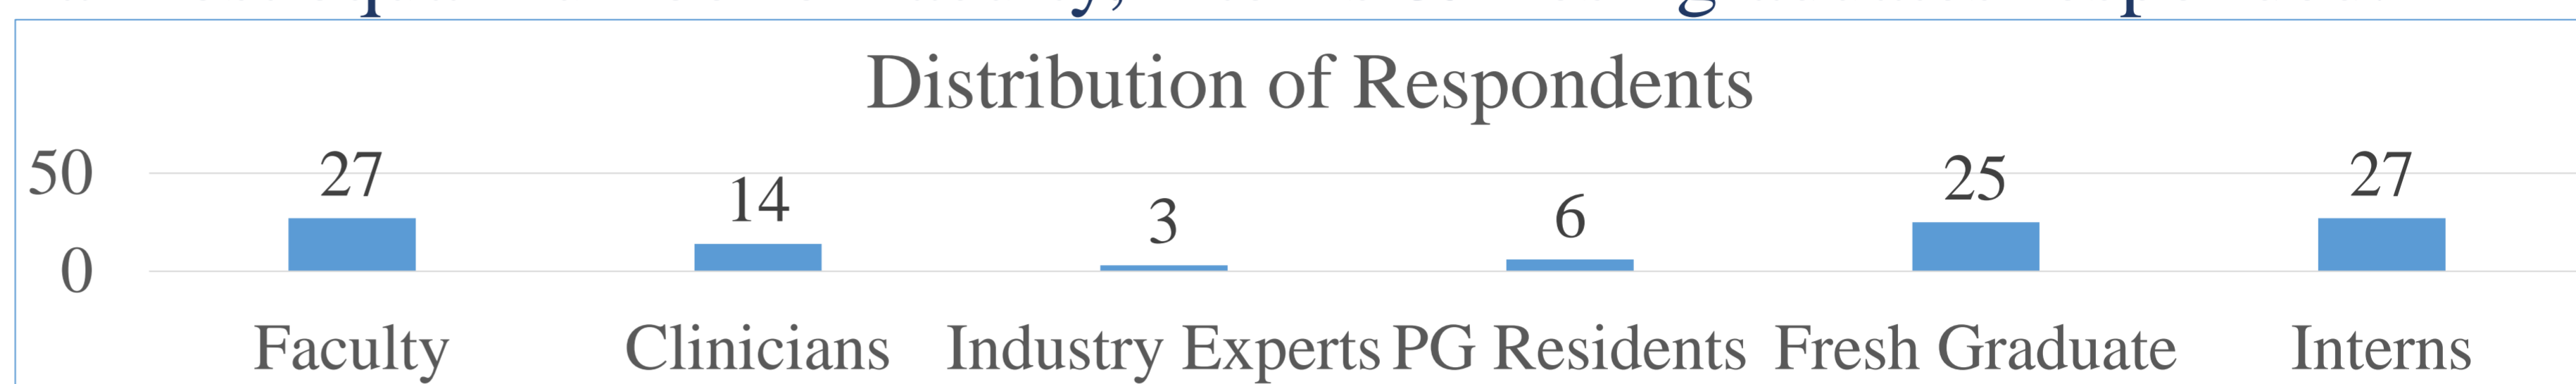 Distribution of Respondents
50
27 14 3 6 25 27
0
Faculty Clinicians Industry Experts PG Residents Fresh Graduate Interns